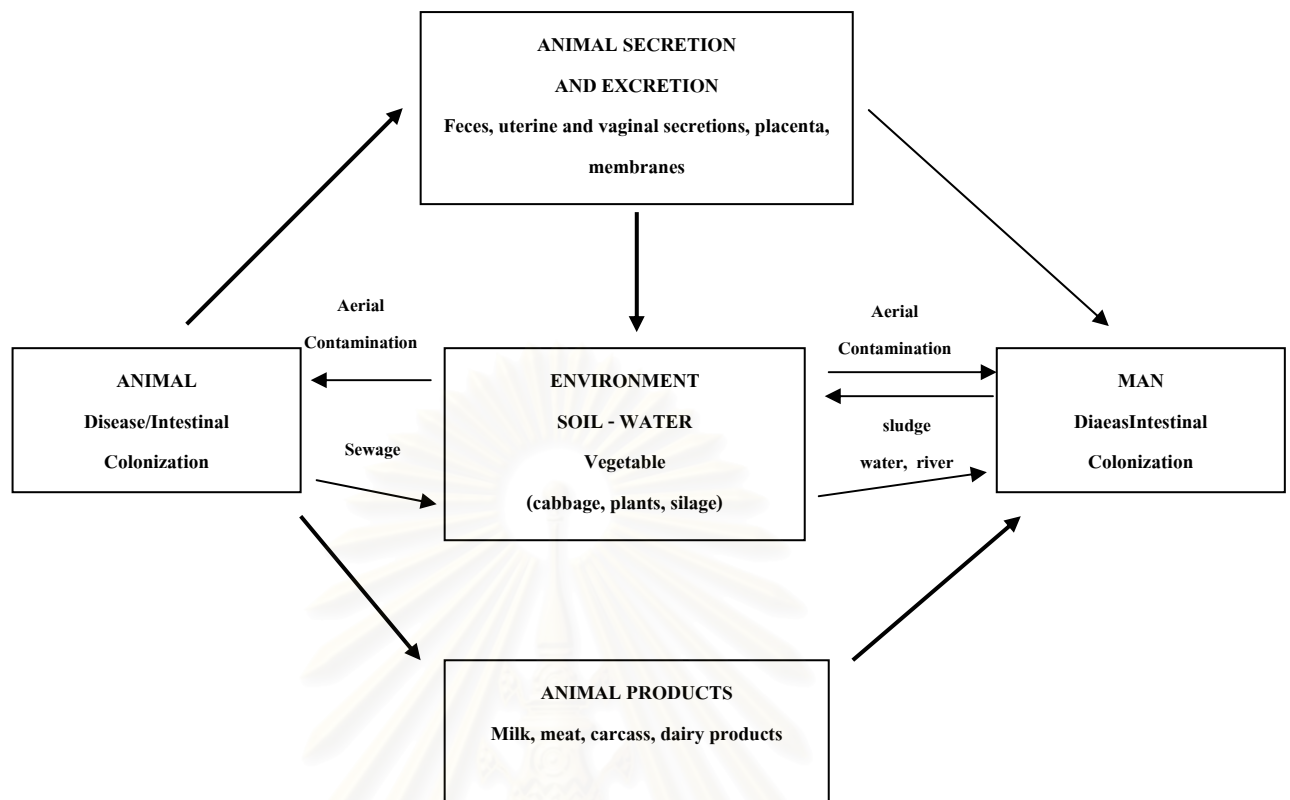 ANIMAL SECRETION
AND EXCRETION
Feces, uterine and vaginal secretions, placenta,
membranes
Aerial
Contamination
Aerial
Contamination
ANIMAL
Disease/Intestinal
Colonization
Sewage
ENVIRONMENT
SOIL - WATER
Vegetable
(cabbage, plants, silage)
sludge
water, river
MAN
DiaeasIntestinal
Colonization
ANIMAL PRODUCTS
Milk, meat, carcass, dairy products